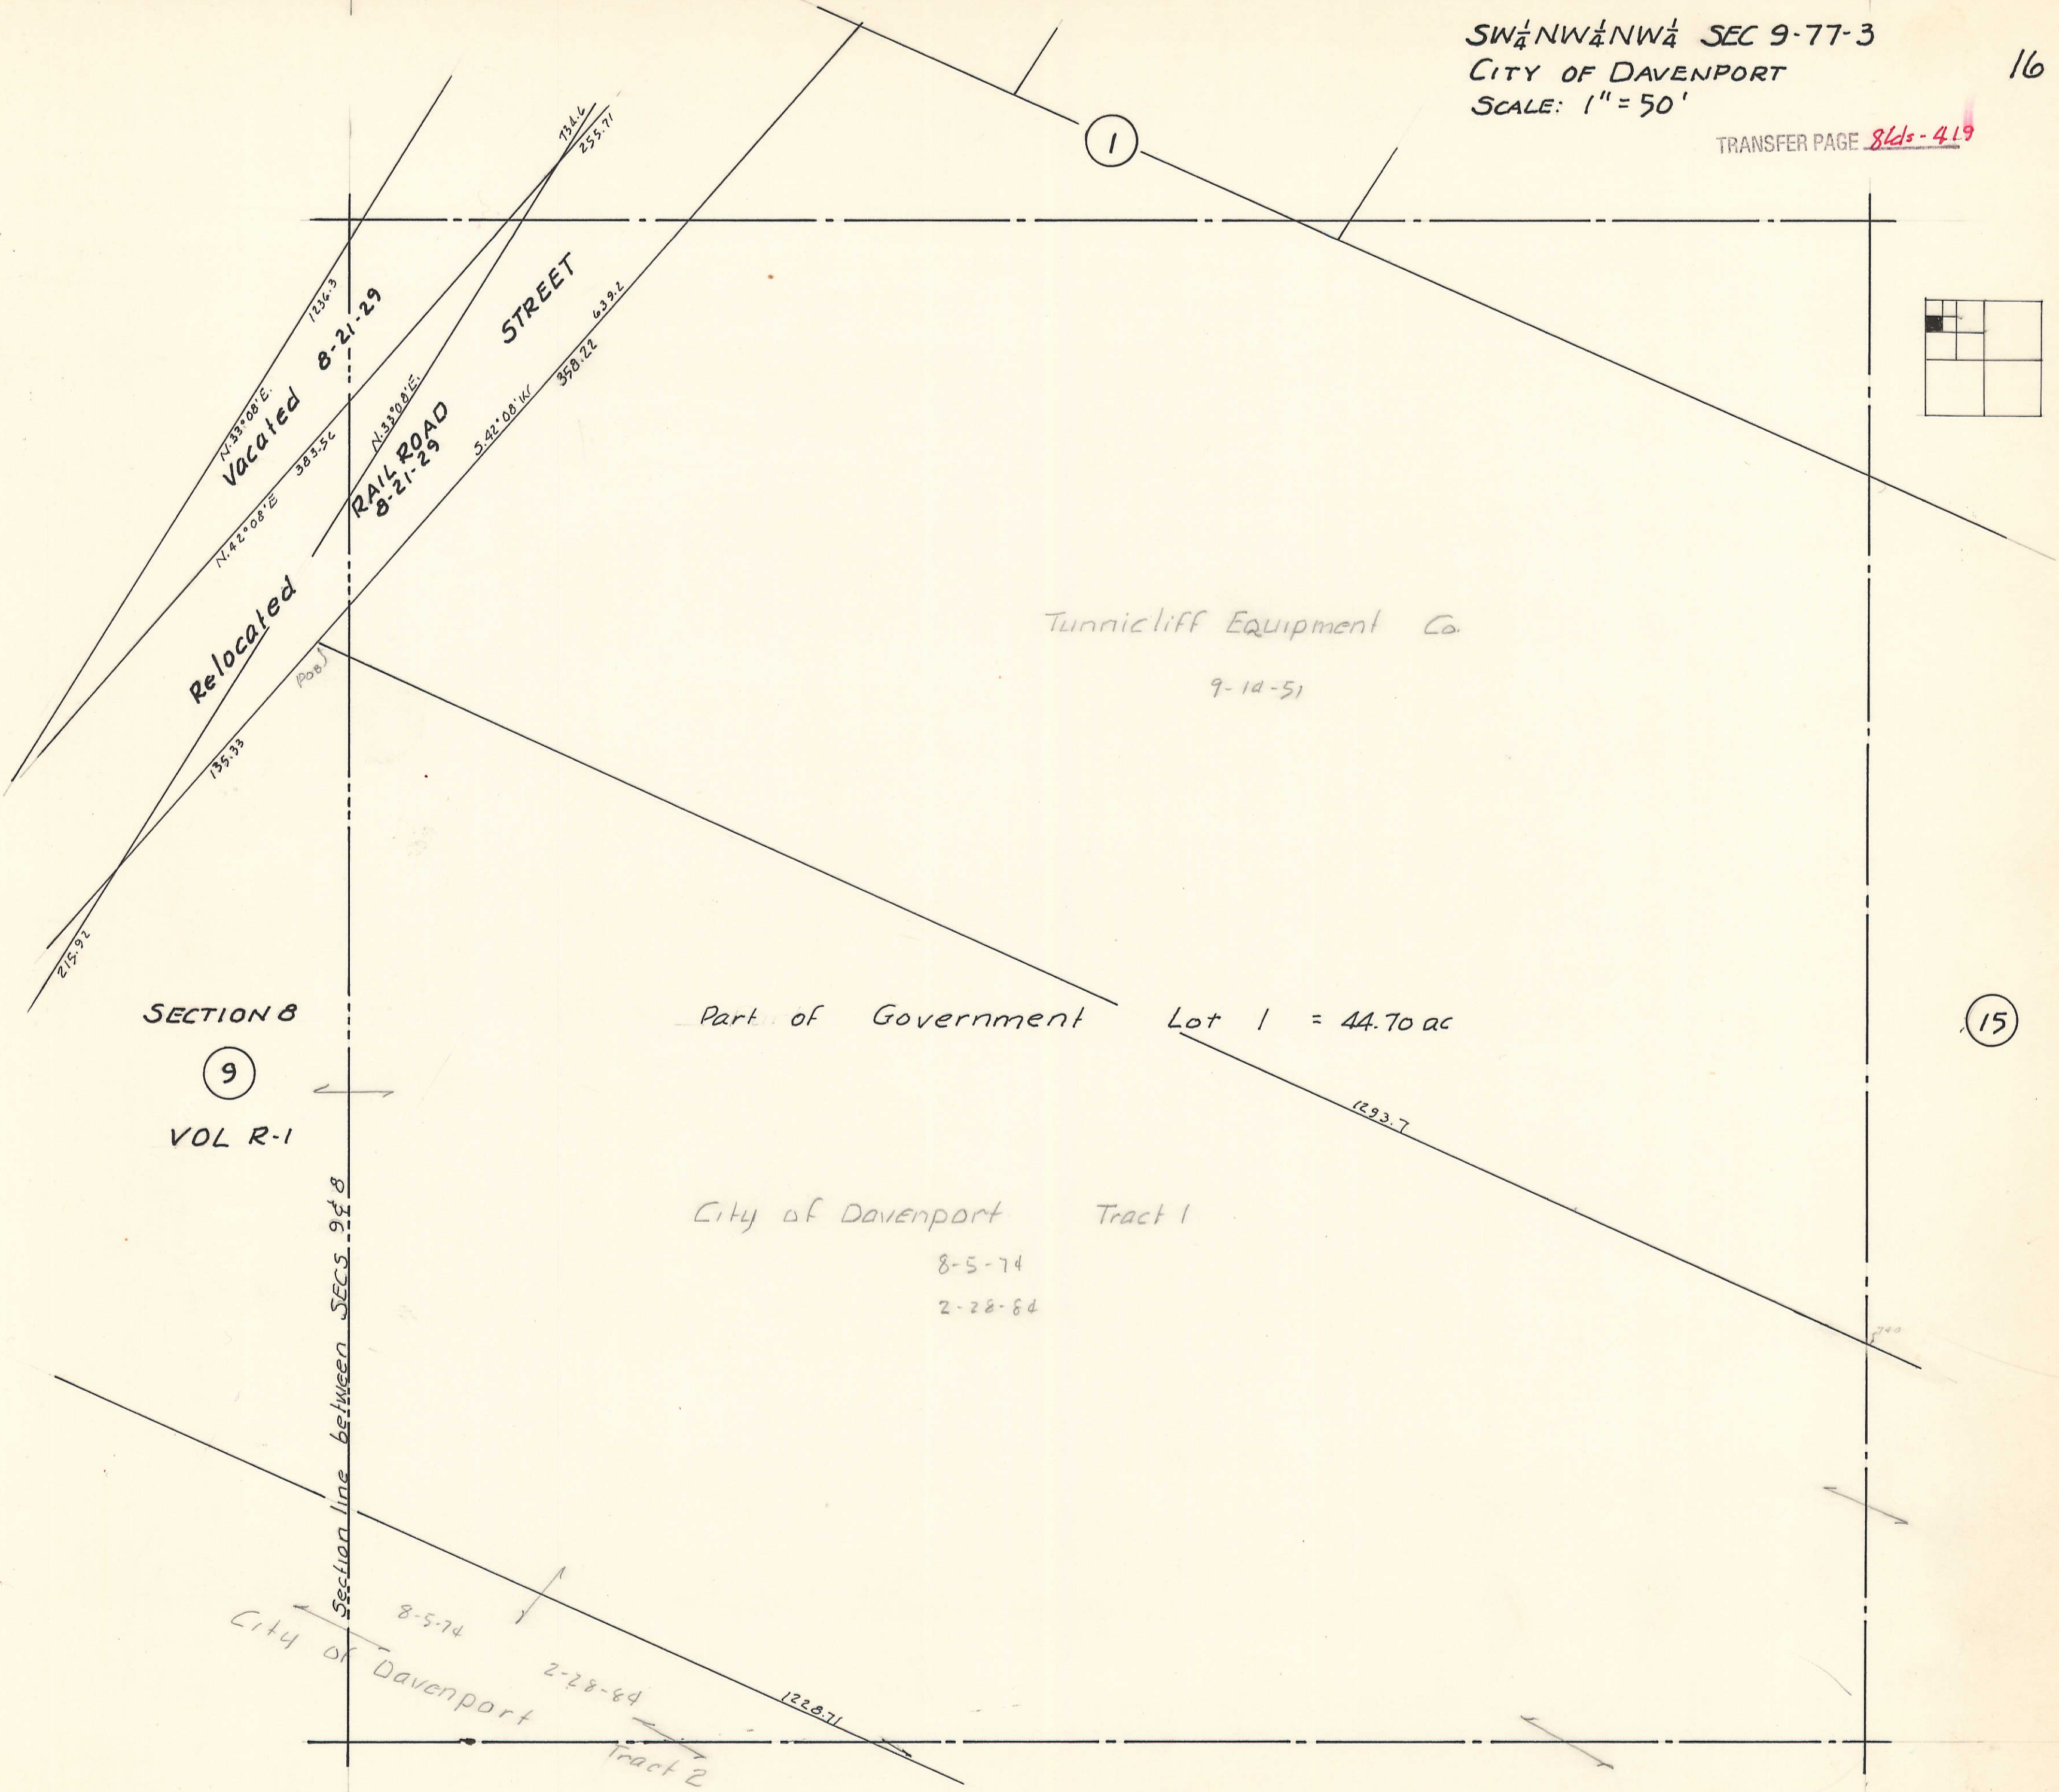 SW¼NW¼NW¼ SEC 9-77-3
16
CITY OF DAVENPORT
SCALE: 1"=50'
TRANSFER PAGE 8lds-419
1
734.6
255.71
1236.3
Vacated 8-21-29
N.33°08'E.
383.56
N.42°08'E
N.33°08'E.
STREET
RAIL ROAD
8-21-29
Relocated
639.2
358.22
S.42°08'W
POB
135.33
215.92
Tunnicliff Equipment Co.
9-14-51
SECTION 8
9
VOL R-1
Part of Government Lot 1 = 44.70 ac
15
1293.7
City of Davenport Tract 1
8-5-74
2-28-84
Section line between SECS 9 & 8
8-5-74
2-28-84
City of Davenport
Tract 2
1228.71